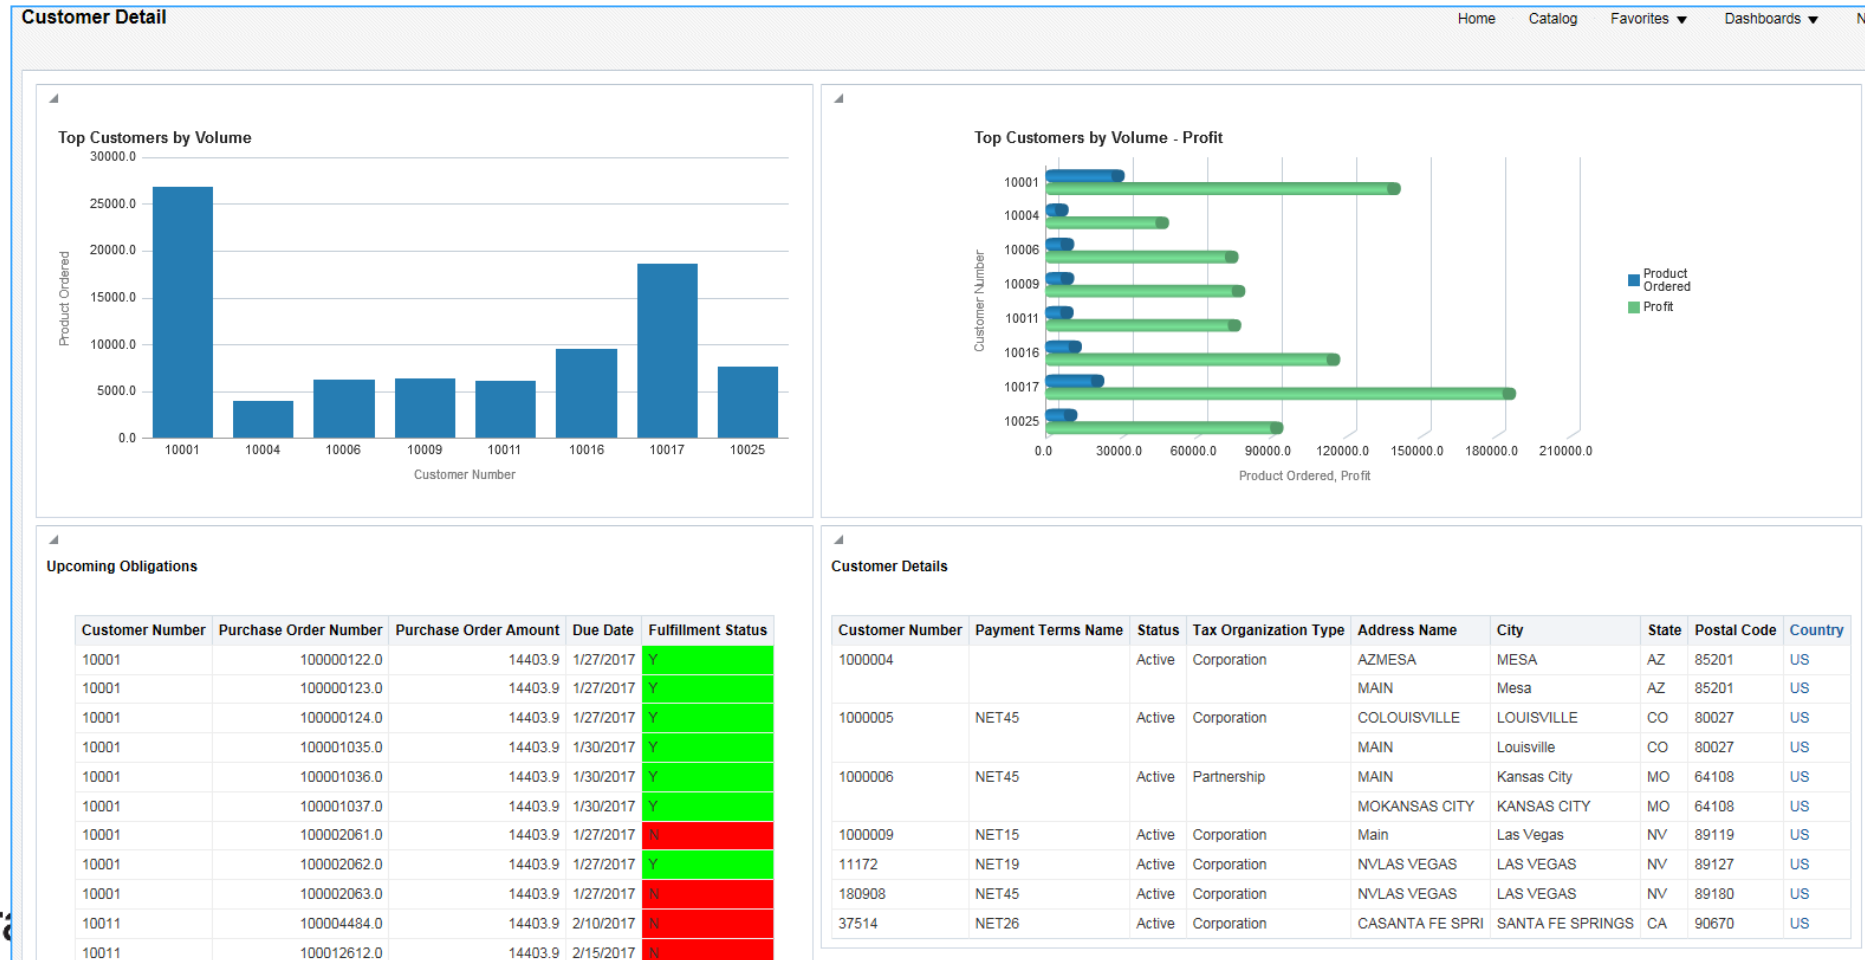 Customer Detail
Home Catalog Favorites Dashboards
Top Customers by Volume
30000.0
25000.0
20000.0
15000.0
10000.0
5000.0
0.0
Product Ordered
10001 10004 10006 10009 10011 10016 10017 10025
Customer Number
Top Customers by Volume - Profit
Customer Number
10001
10004
10006
10009
10011
10016
10017
10025
0.0 30000.0 60000.0 90000.0 120000.0 150000.0 180000.0 210000.0
Product Ordered, Profit
Product
Ordered
Profit
Upcoming Obligations
Customer Number Purchase Order Number Purchase Order Amount Due Date Fulfillment Status
10001 100000122.0 14403.9 1/27/2017 Y
10001 100000123.0 14403.9 1/27/2017 Y
10001 100000124.0 14403.9 1/27/2017 Y
10001 100001035.0 14403.9 1/30/2017 Y
10001 100001036.0 14403.9 1/30/2017 Y
10001 100001037.0 14403.9 1/30/2017 Y
10001 100002061.0 14403.9 1/27/2017 N
10001 100002062.0 14403.9 1/27/2017 Y
10001 100002063.0 14403.9 1/27/2017 N
10011 100004484.0 14403.9 2/10/2017 N
10011 100012612.0 14403.9 2/15/2017 N
Customer Details
Customer Number Payment Terms Name Status Tax Organization Type Address Name City State Postal Code Country
1000004 Active Corporation AZMESA MESA AZ 85201 US
MAIN Mesa AZ 85201 US
1000005 NET45 Active Corporation COLOUISVILLE LOUISVILLE CO 80027 US
MAIN Louisville CO 80027 US
1000006 NET45 Active Partnership MAIN Kansas City MO 64108 US
MOKANSAS CITY KANSAS CITY MO 64108 US
1000009 NET15 Active Corporation Main Las Vegas NV 89119 US
11172 NET19 Active Corporation NVLAS VEGAS LAS VEGAS NV 89127 US
180908 NET45 Active Corporation NVLAS VEGAS LAS VEGAS NV 89180 US
37514 NET26 Active Corporation CASANTA FE SPRI SANTA FE SPRINGS CA 90670 US